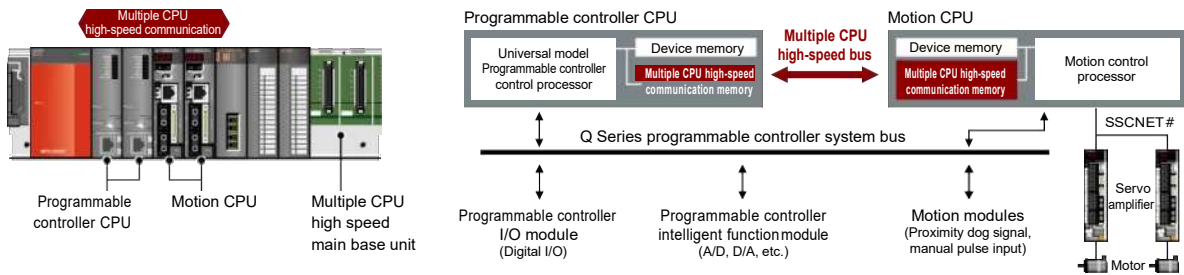 Multiple CPU
high-speed communication
Programmable
controller CPU
Motion CPU
Multiple CPU
high speed
main base unit
Programmable controller CPU
Universal model
Programmable controller
control processor
Device memory
Multiple CPU high-speed
communication memory
Multiple CPU
high-speed bus
Motion CPU
Device memory
Multiple CPU high-speed
communication memory
Motion control
processor
SSCNET#
Q Series programmable controller system bus
Programmable controller
I/O module
(Digital I/O)
Programmable controller
intelligent function module
(A/D, D/A, etc.)
Motion modules
(Proximity dog signal,
manual pulse input)
Servo
amplifier
Motor